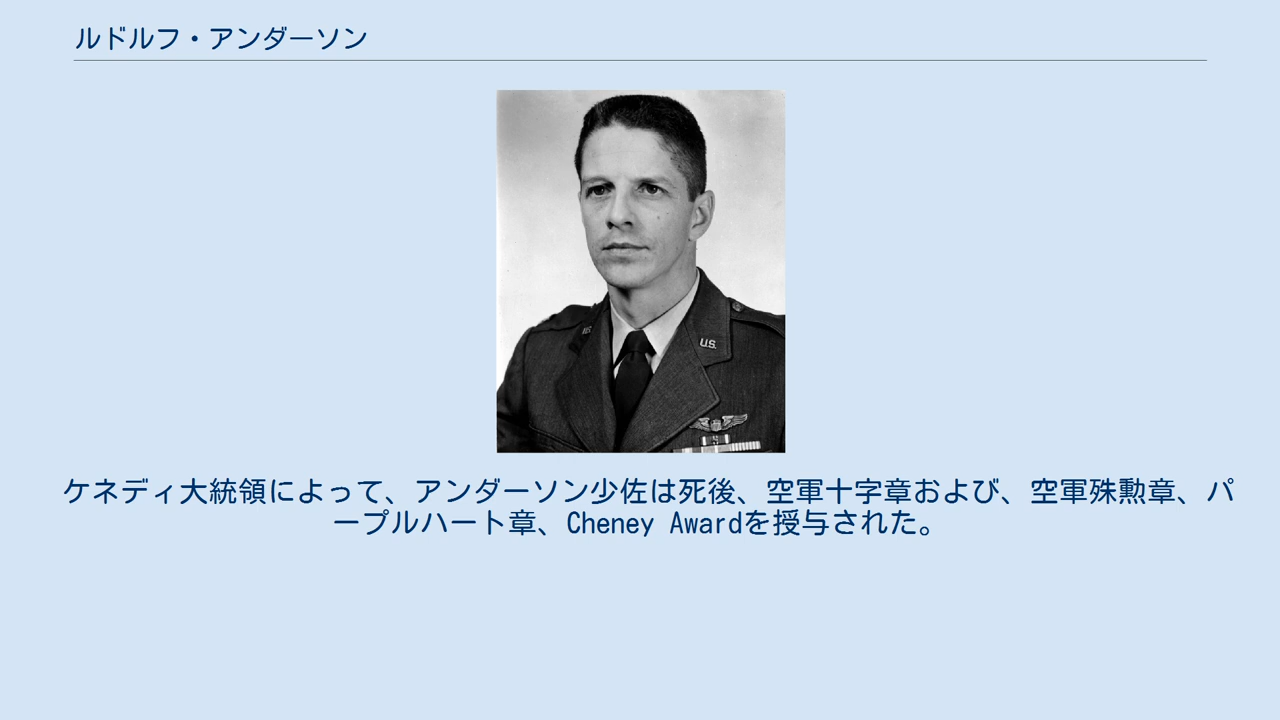 ルドルフ・アンダーソン
U.S.
ケネディ大統領によって、アンダーソン少佐は死後、空軍十字章および、空軍殊勲章、パ
ープルハート章、Cheney Awardを授与された。